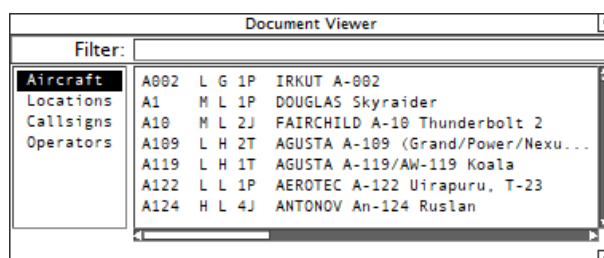 Document Viewer
Filter:
Aircraft
Locations
Callsigns
Operators
A002 L G 1P IRKUT A-002
A1 M L 1P DOUGLAS Skyraider
A10 M L 2J FAIRCHILD A-10 Thunderbolt 2
A109 L H 2T AGUSTA A-109 (Grand/Power/Nexu...
A119 L H 1T AGUSTA A-119/AW-119 Koala
A122 L L 1P AEROTEC A-122 Uirapuru, T-23
A124 H L 4J ANTONOV An-124 Ruslan